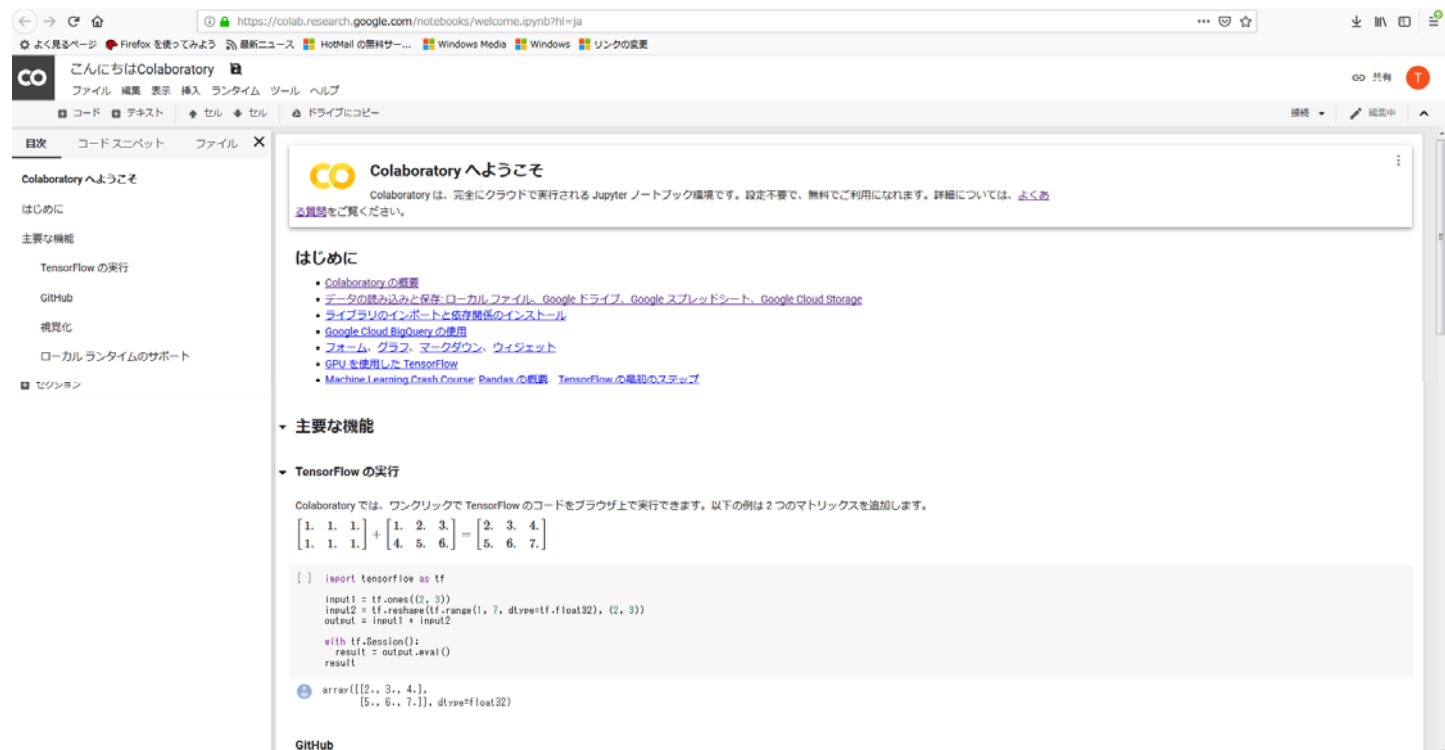 https://colab.research.google.com/notebooks/welcome.ipynb?hl=ja
よく見るページ Firefox を使ってみよう 最新ニュース HotMail の無料サー... Windows Media Windows リンクの変更
CO こんにちはColaboratory
共有 T
ファイル 編集 表示 挿入 ランタイム ツール ヘルプ
コード テキスト セル セル ドライブにコピー 接続 編集中
目次 コード スニペット ファイル X
Colaboratory へようこそ
はじめに
主要な機能
TensorFlow の実行
GitHub
視覚化
ローカル ランタイムのサポート
セクション
CO Colaboratory へようこそ
Colaboratory は、完全にクラウドで実行される Jupyter ノートブック環境です。設定不要で、無料でご利用になれます。詳細については、よくあ
る質問をご覧ください。
はじめに
• Colaboratory の概要
• データの読み込みと保存: ローカル ファイル、Google ドライブ、Google スプレッドシート、Google Cloud Storage
• ライブラリのインポートと依存関係のインストール
• Google Cloud BigQuery の使用
• フォーム、グラフ、マークダウン、ウィジェット
• GPU を使用した TensorFlow
• Machine Learning Crash Course: Pandas の概要、TensorFlow の最初のステップ
主要な機能
TensorFlow の実行
Colaboratory では、ワンクリックで TensorFlow のコードをブラウザ上で実行できます。以下の例は 2 つのマトリックスを追加します。
[1. 1. 1.] + [1. 2. 3.] = [2. 3. 4.]
[1. 1. 1.] [4. 5. 6.] [5. 6. 7.]
[ ] import tensorflow as tf
input1 = tf.ones((2, 3))
input2 = tf.reshape(tf.range(1, 7, dtype=tf.float32), (2, 3))
output = input1 + input2
with tf.Session():
result = output.eval()
result
array([[2., 3., 4.],
[5., 6., 7.]], dtype=float32)
GitHub